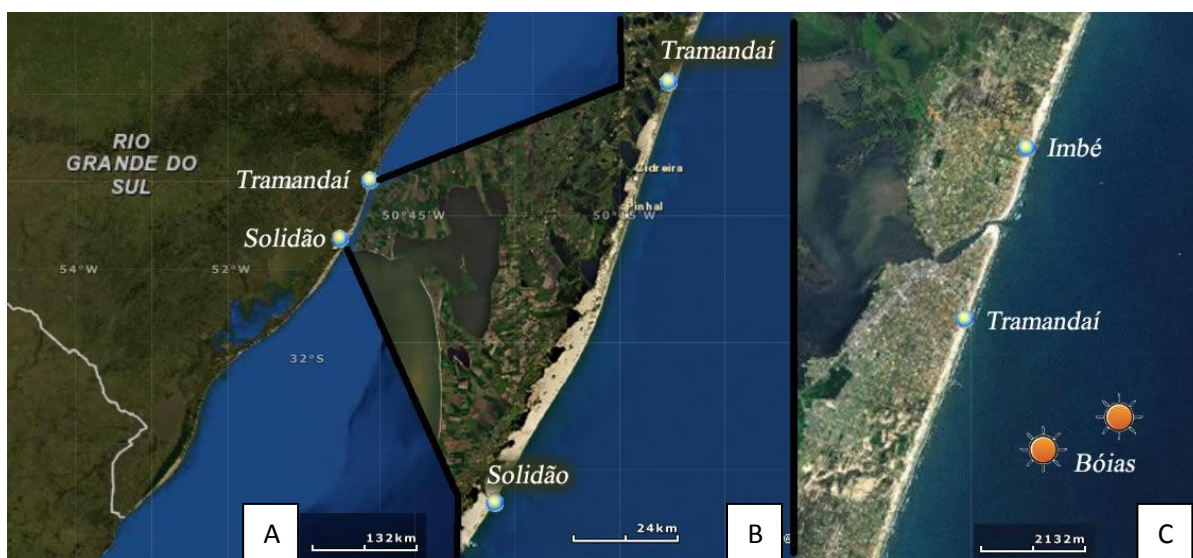 RIO
GRANDE DO
SUL
Tramandaí
Solidão
54°W
52°W
32°S
A
132km
Tramandaí
Cidreira
Pinhal
50°45'W
50°15'W
Solidão
24km
B
Imbé
Tramandaí
Bóias
2132m
C